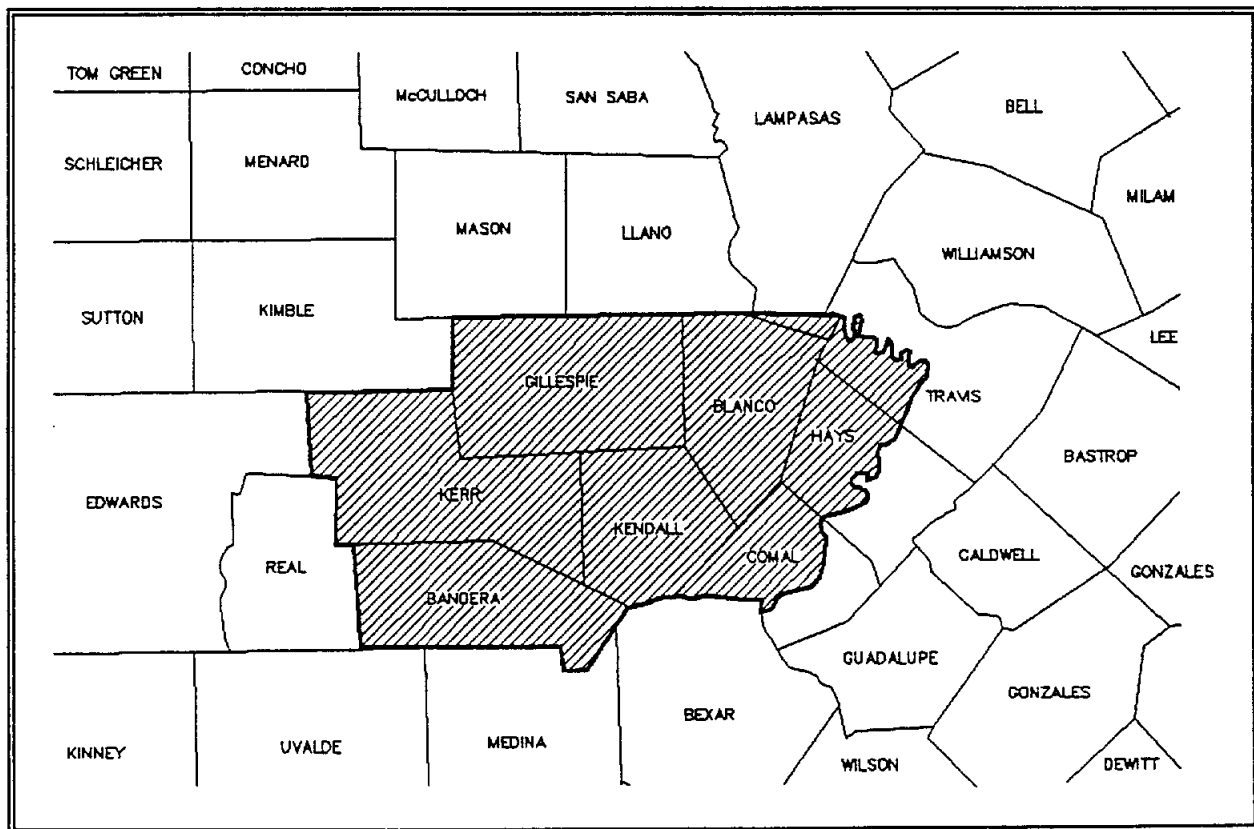 TOM GREEN
CONCHO
McCULLOCH
SAN SABA
LAMPASAS
BELL
SCHLEICHER
MENARD
MILAM
MASON
LLANO
WILLIAMSON
SUTTON
KIMBLE
LEE
GILLESPIE
BLANCO
TRAVIS
HAYS
BASTROP
EDWARDS
KERR
KENDALL
COMAL
CALDWELL
REAL
GONZALES
BANDERA
GUADALUPE
GONZALES
BEXAR
KINNEY
UVALDE
MEDINA
WILSON
DEWITT